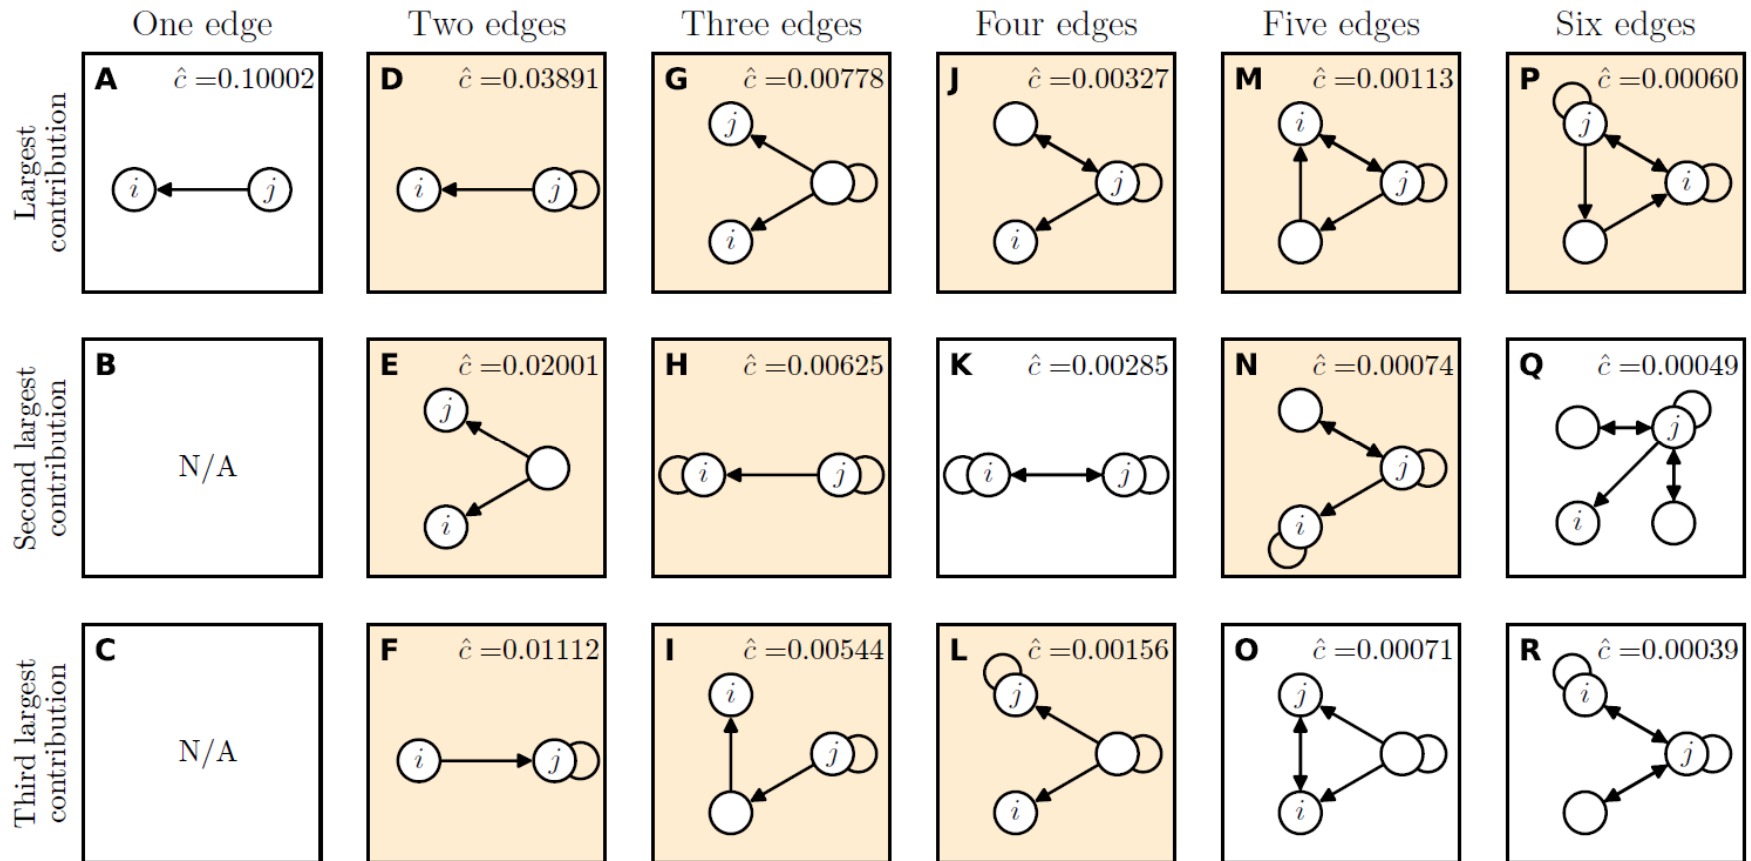 One edge Two edges Three edges Four edges Five edges Six edges
Largest
contribution
A ĉ =0.10002
i j
D ĉ =0.03891
i j
G ĉ =0.00778
j
i
J ĉ =0.00327
j
i
M ĉ =0.00113
i
j
P ĉ =0.00060
j
i
Second largest
contribution
B
N/A
E ĉ =0.02001
j
i
H ĉ =0.00625
i j
K ĉ =0.00285
i j
N ĉ =0.00074
j
i
Q ĉ =0.00049
j
i
Third largest
contribution
C
N/A
F ĉ =0.01112
i j
I ĉ =0.00544
i
j
L ĉ =0.00156
j
i
O ĉ =0.00071
j
i
R ĉ =0.00039
i
j